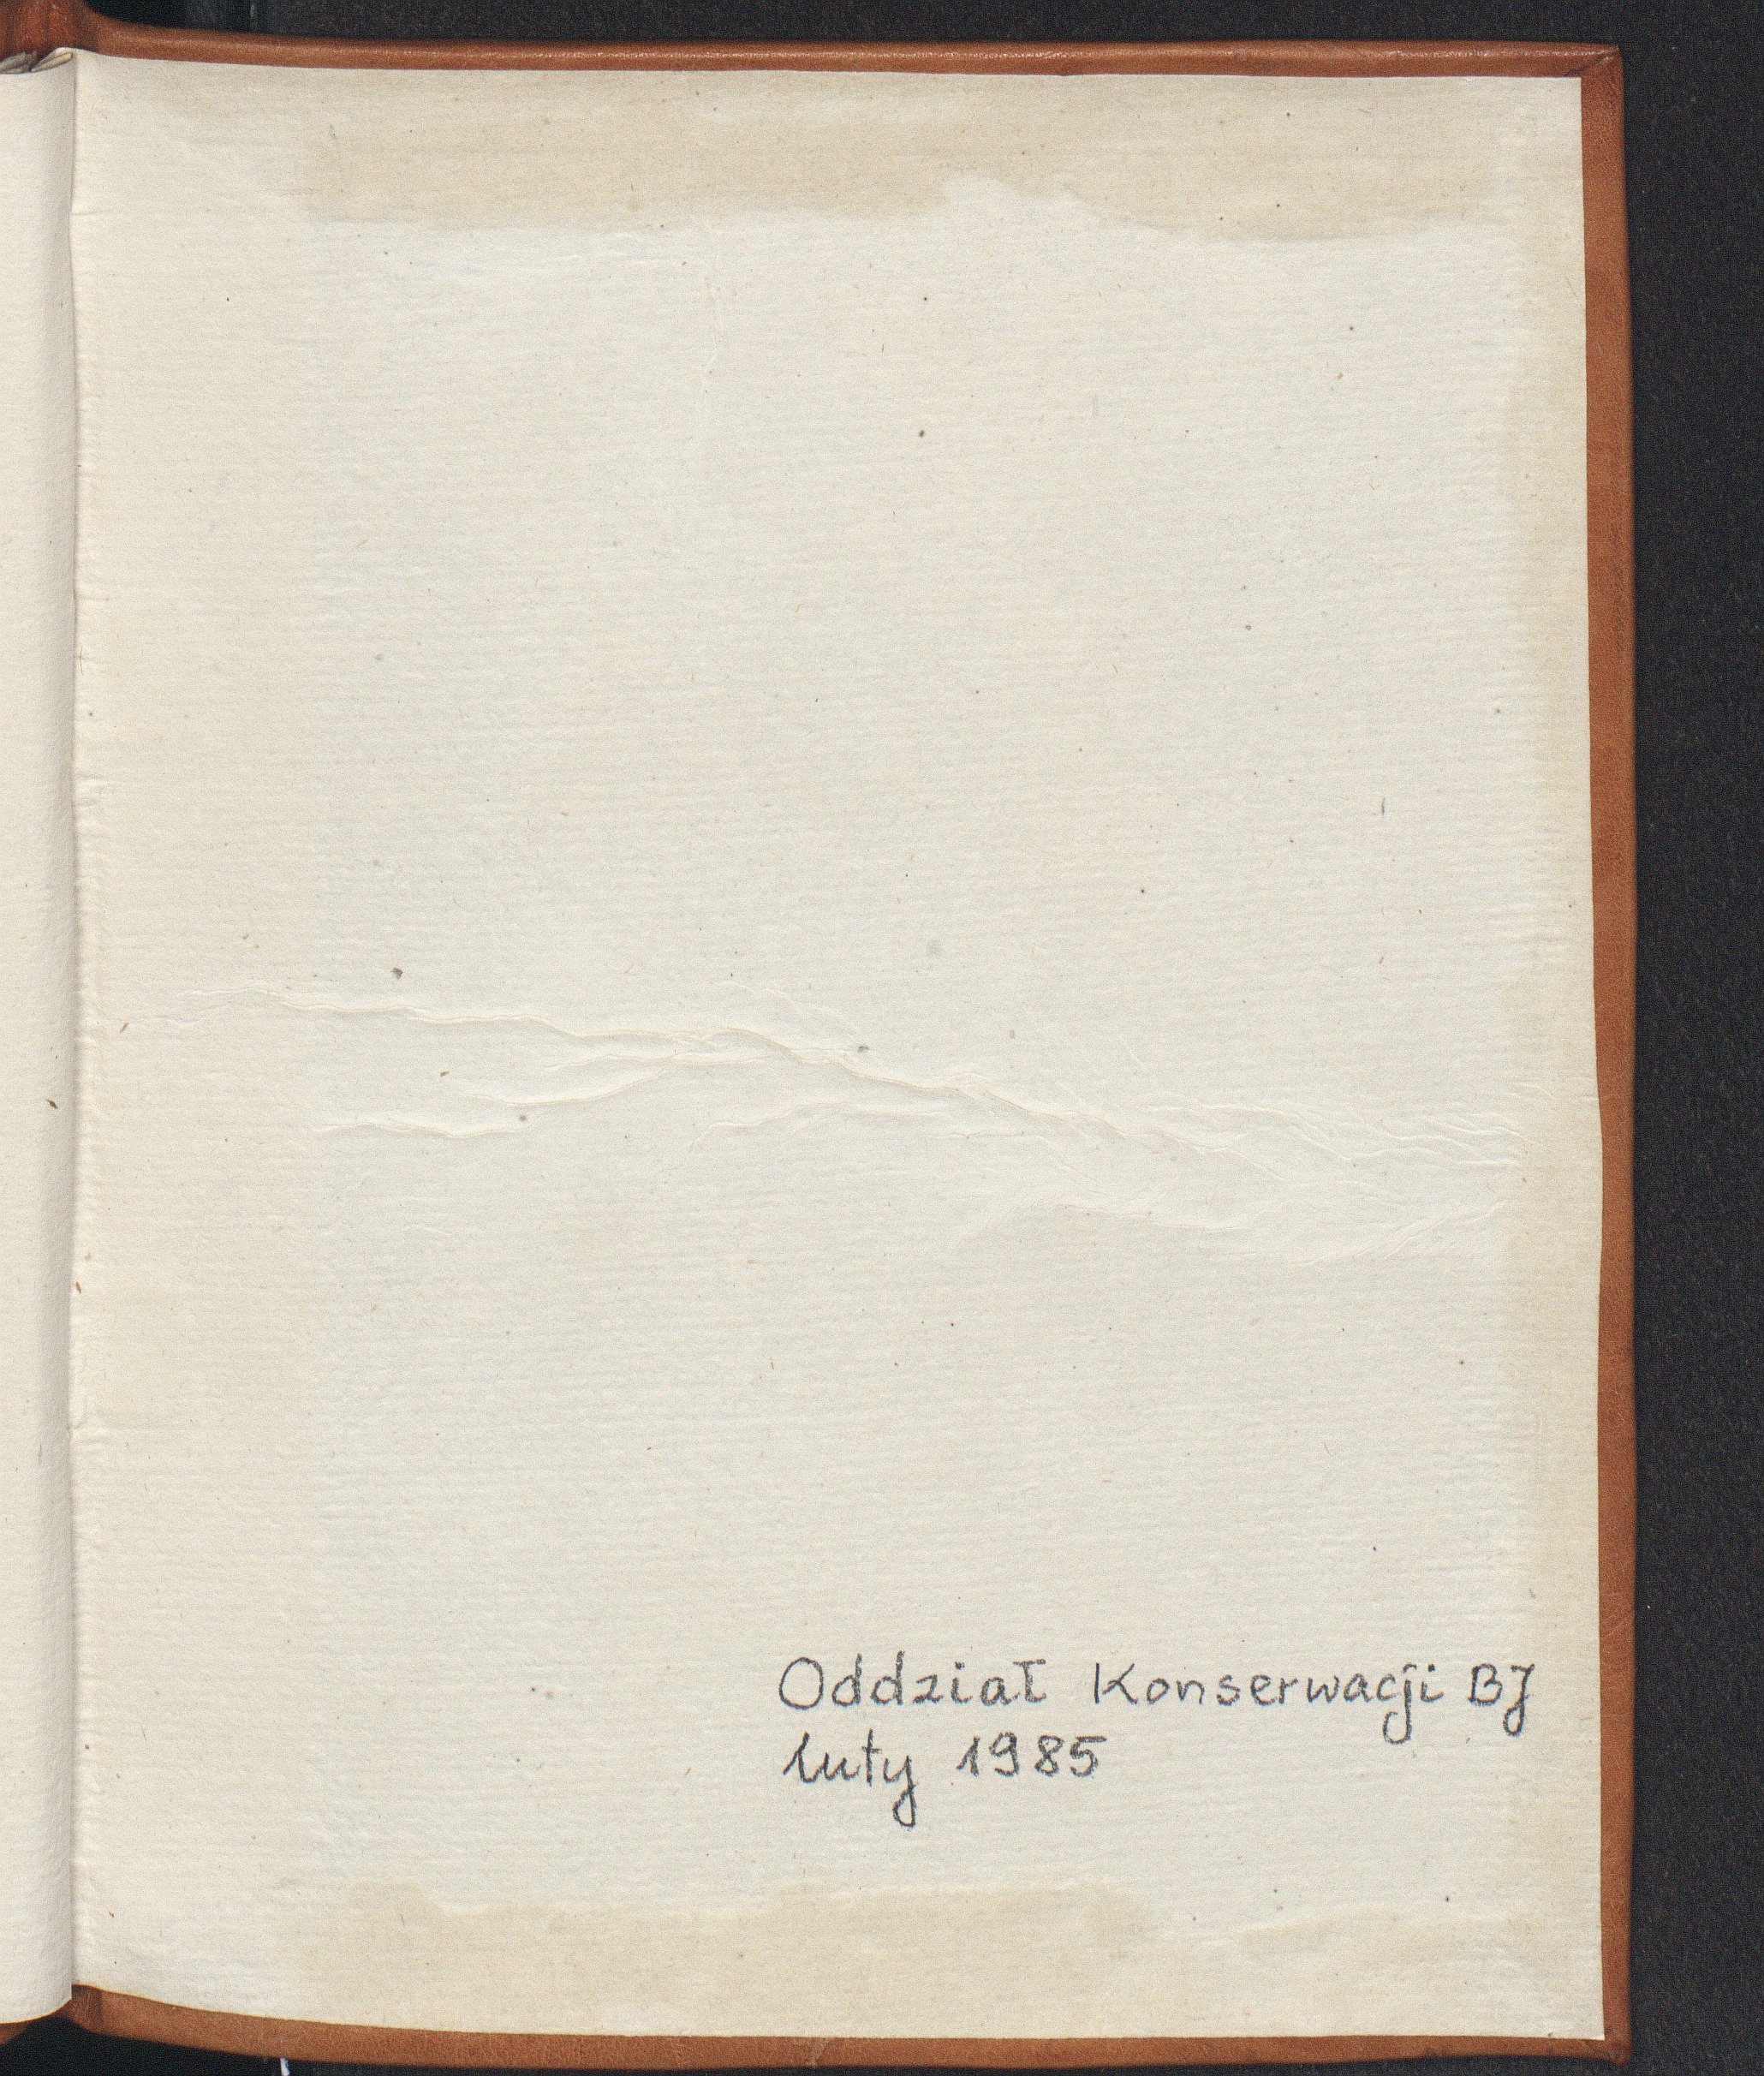 Oddział Konserwacji BJ
luty 1985